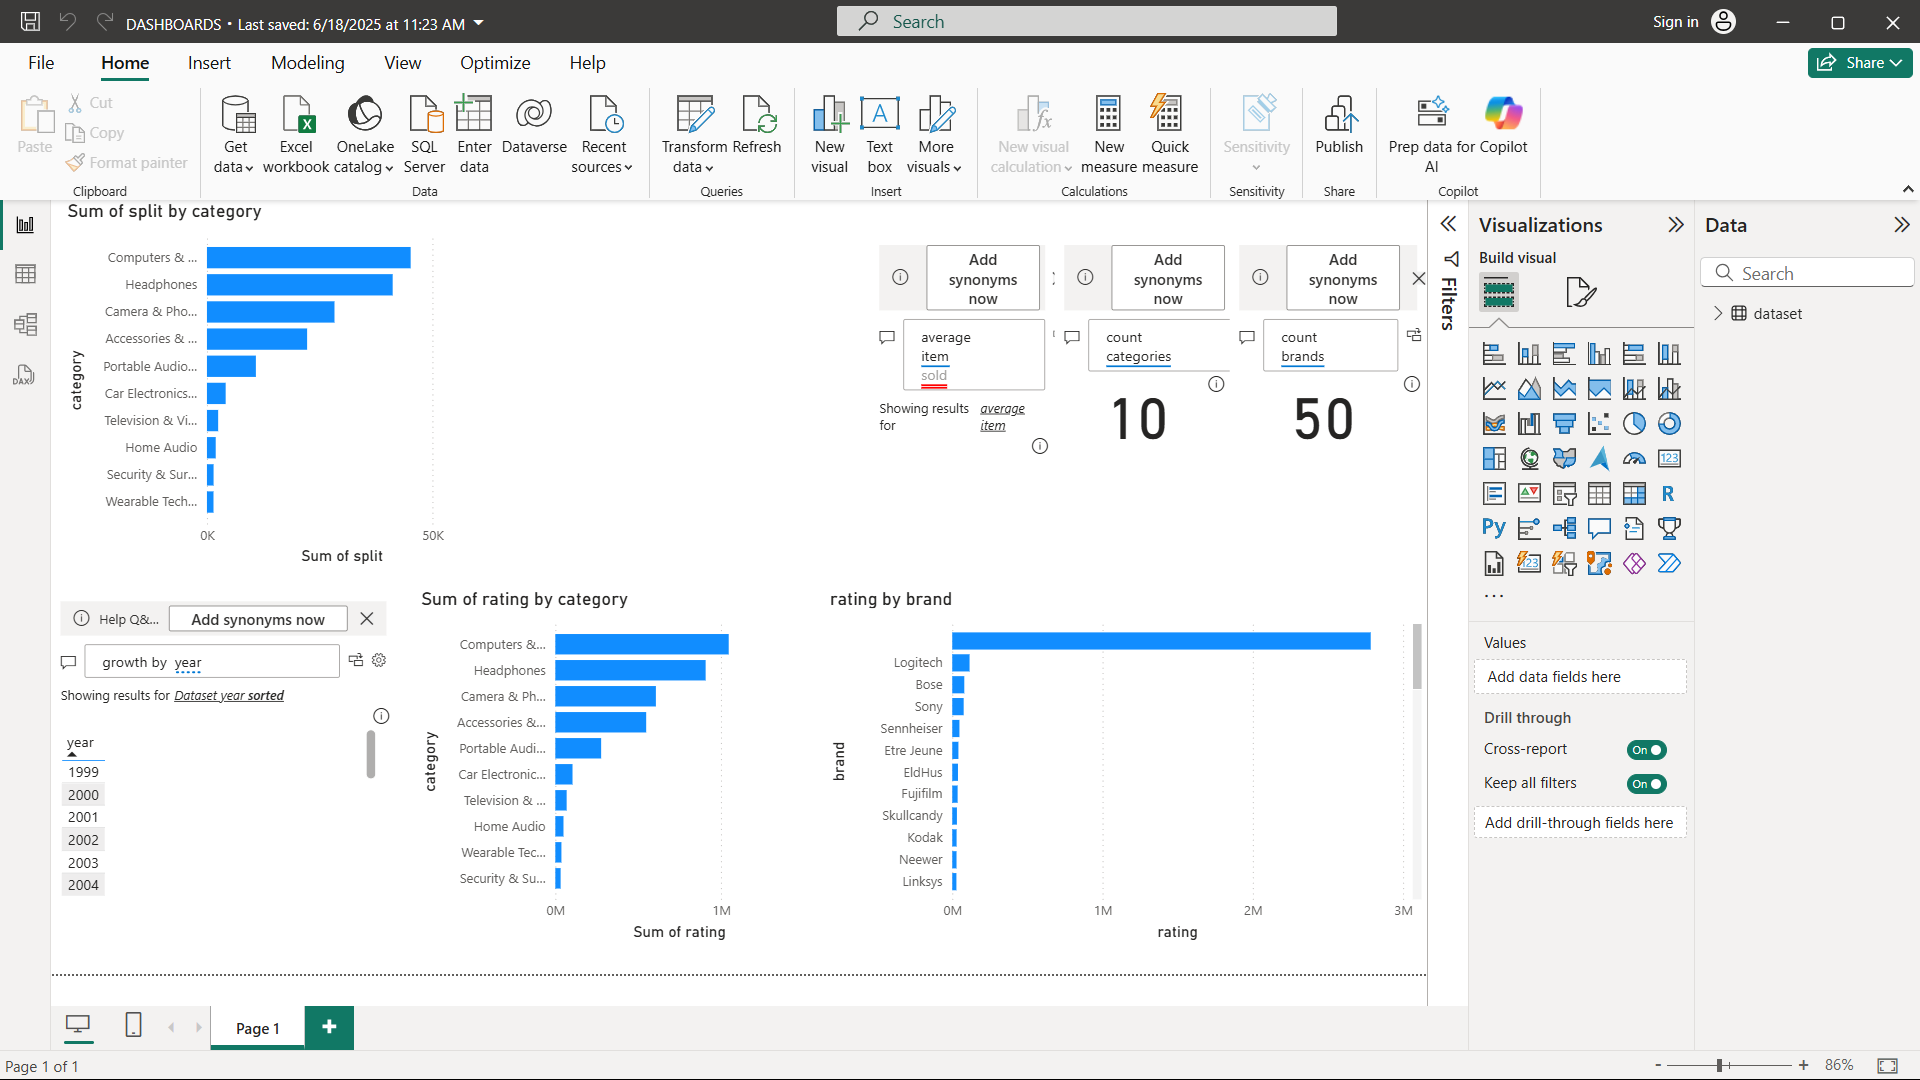 DASHBOARDS • Last saved: 6/18/2025 at 11:23 AM
Search
Sign in
File
Home
Insert
Modeling
View
Optimize
Help
Share
Paste
Cut
Copy
Format painter
Clipboard
Get
data
Excel
workbook
OneLake
catalog
SQL
Server
Enter
data
Dataverse
Recent
sources
Data
Transform
data
Refresh
Queries
New
visual
Text
box
More
visuals
Insert
New visual
calculation
New
measure
Quick
measure
Calculations
Sensitivity
Sensitivity
Publish
Share
Prep data for
AI
Copilot
Copilot
Sum of split by category
category
Computers & ...
Headphones
Camera & Pho...
Accessories & ...
Portable Audio...
Car Electronics...
Television & Vi...
Home Audio
Security & Sur...
Wearable Tech...
0K
50K
Sum of split
Add
synonyms
now
average
item
sold
Showing results
for
average
item
Add
synonyms
now
count
categories
10
Add
synonyms
now
count
brands
50
Help Q&...
Add synonyms now
growth by year
Showing results for Dataset year sorted
year
1999
2000
2001
2002
2003
2004
Sum of rating by category
category
Computers &...
Headphones
Camera & Ph...
Accessories &...
Portable Audi...
Car Electronic...
Television & ...
Home Audio
Wearable Tec...
Security & Su...
0M
1M
Sum of rating
rating by brand
brand
Logitech
Bose
Sony
Sennheiser
Etre Jeune
EldHus
Fujifilm
Skullcandy
Kodak
Neewer
Linksys
0M
1M
2M
3M
rating
Filters
Visualizations
Build visual
123
R
Py
123
...
Values
Add data fields here
Drill through
Cross-report
On
Keep all filters
On
Add drill-through fields here
Data
Search
dataset
DAX
Page 1
+
Page 1 of 1
-
+
86%